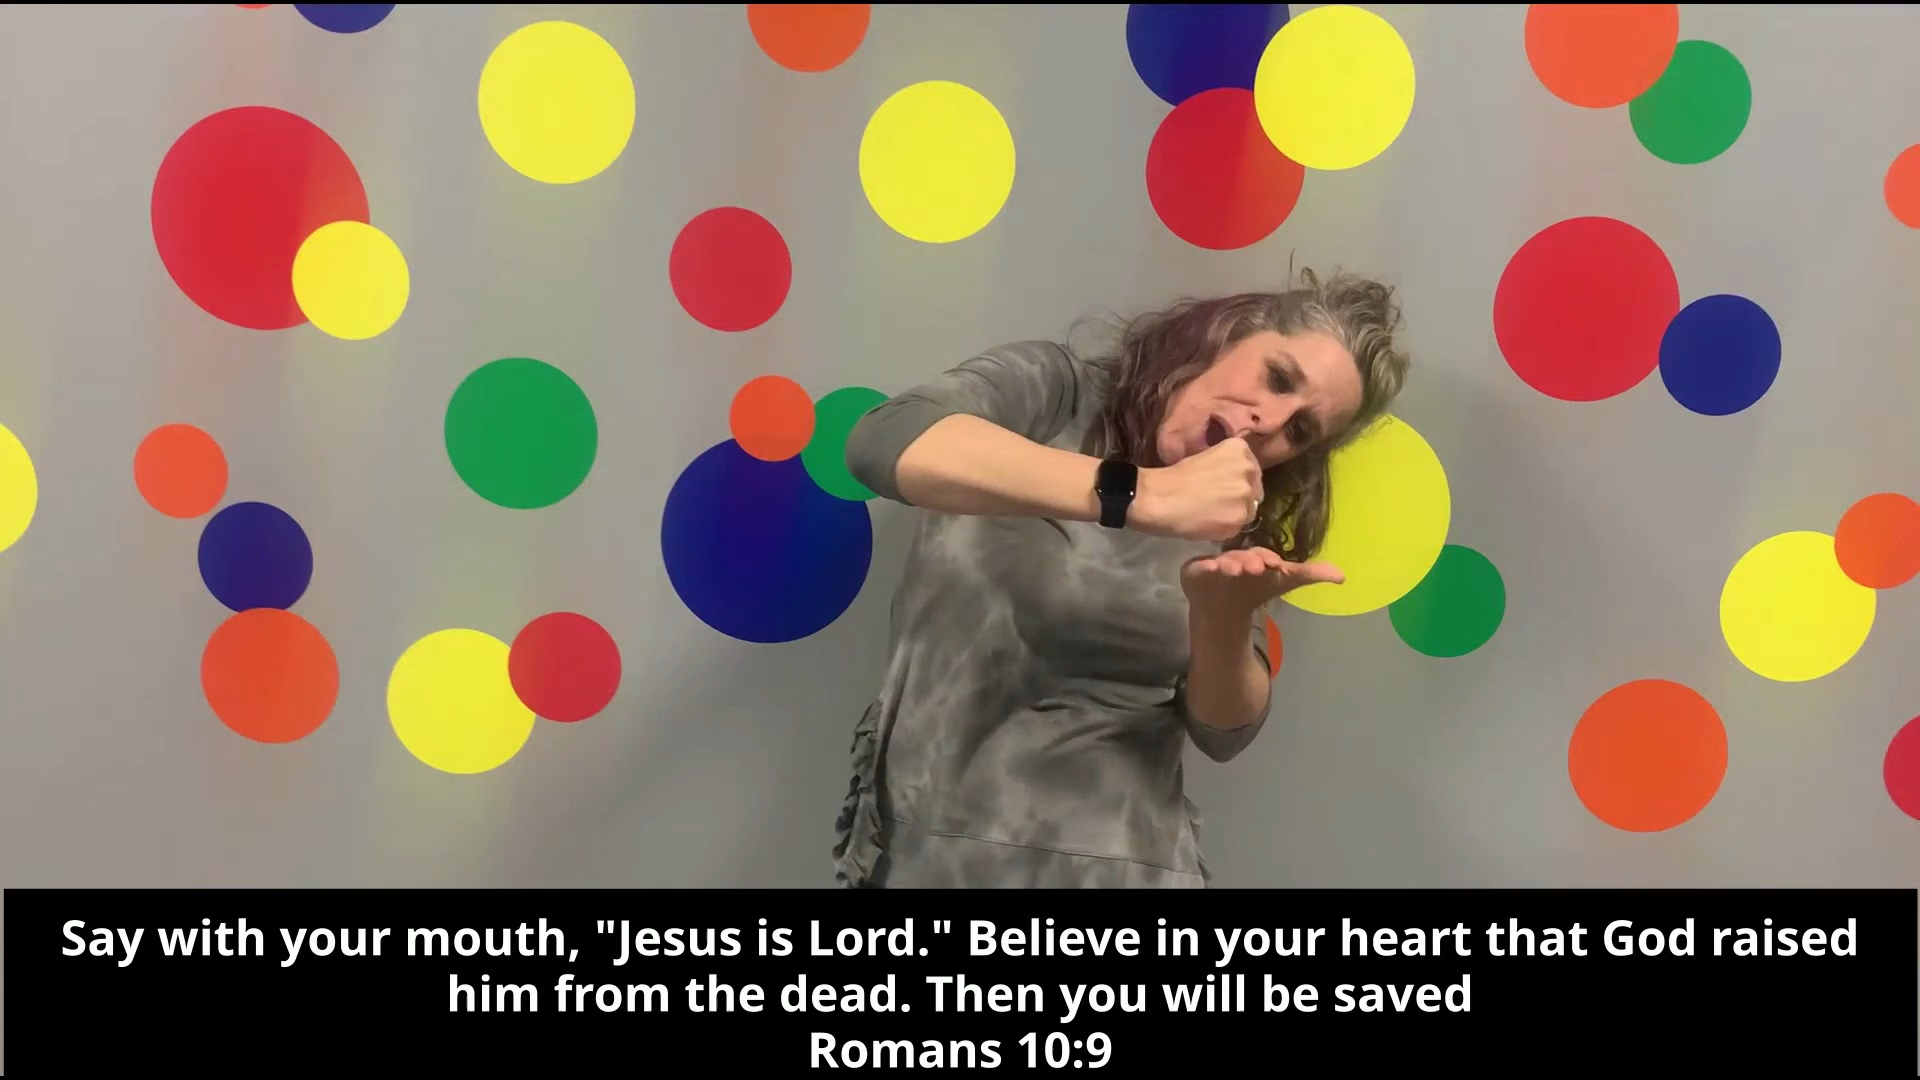 Say with your mouth, "Jesus is Lord." Believe in your heart that God raised
him from the dead. Then you will be saved
Romans 10:9